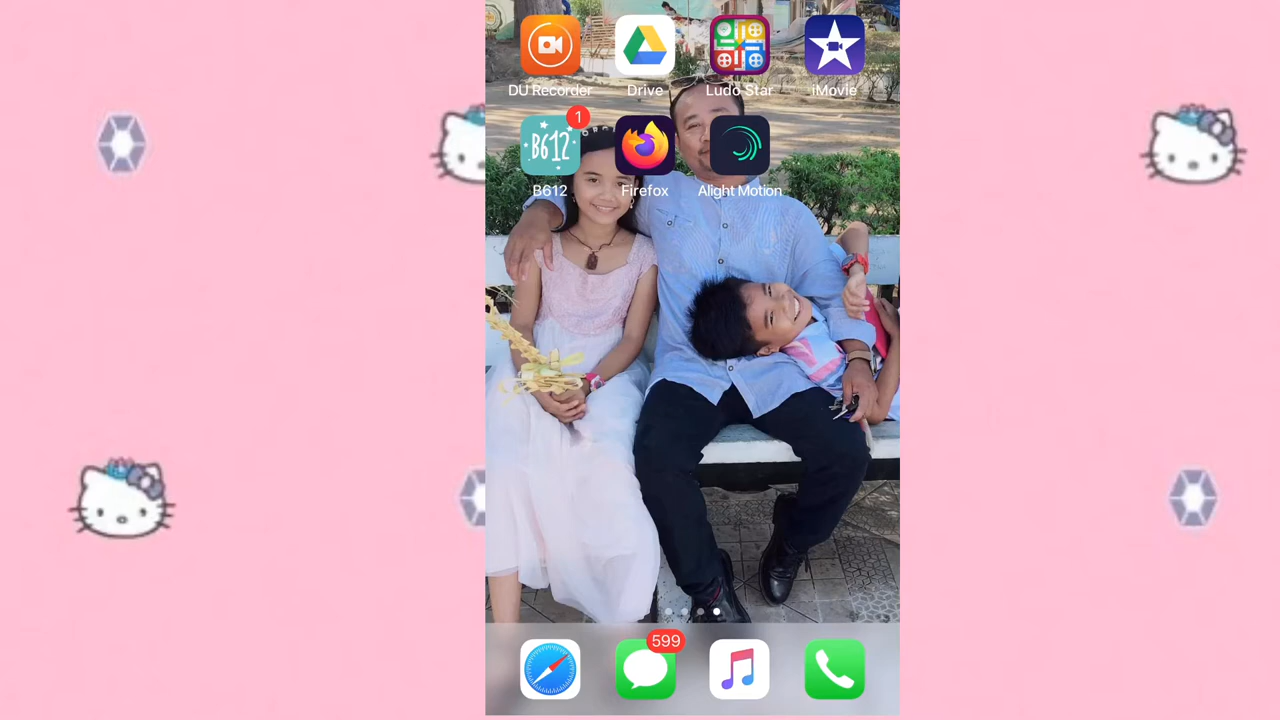 DU Recorder Drive Ludo Star iMovie
1
B612
B612 Firefox Alight Motion
599